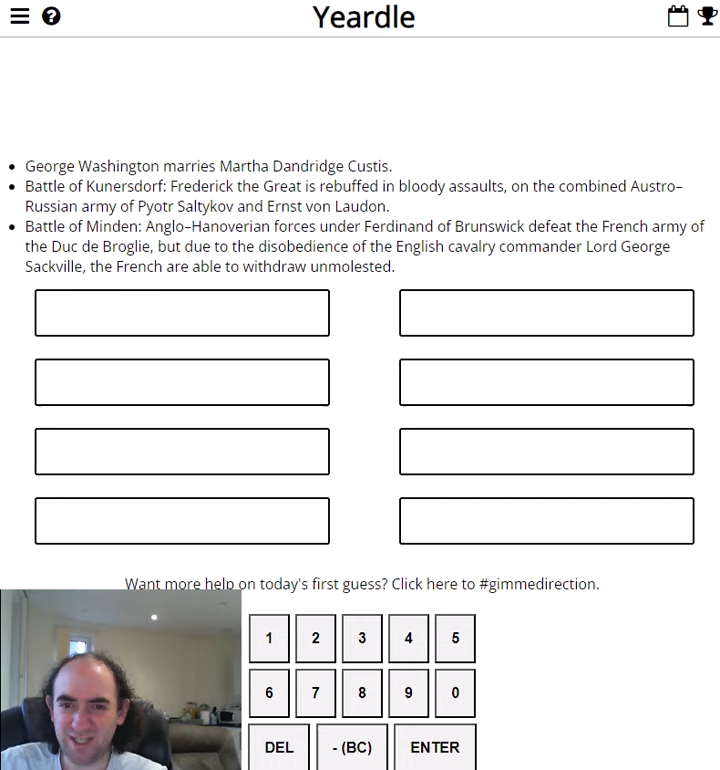 Yeardle
George Washington marries Martha Dandridge Custis.
Battle of Kunersdorf: Frederick the Great is rebuffed in bloody assaults, on the combined Austro–
Russian army of Pyotr Saltykov and Ernst von Laudon.
Battle of Minden: Anglo–Hanoverian forces under Ferdinand of Brunswick defeat the French army of
the Duc de Broglie, but due to the disobedience of the English cavalry commander Lord George
Sackville, the French are able to withdraw unmolested.
Want more help on today's first guess? Click here to #gimmedirection.
1 2 3 4 5
6 7 8 9 0
DEL - (BC) ENTER